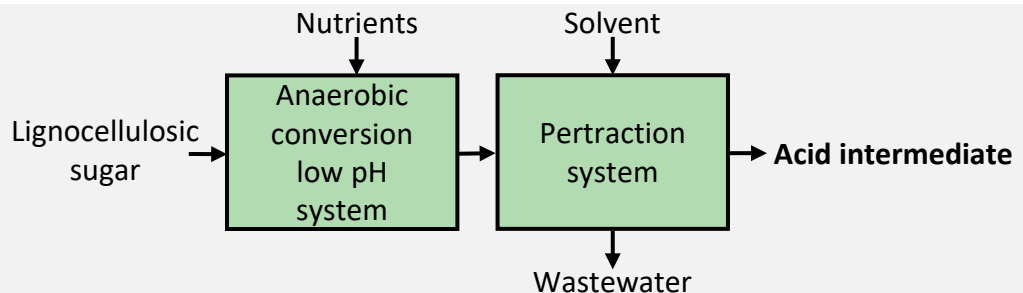 Nutrients
Solvent
Lignocellulosic
sugar
Anaerobic
conversion
low pH
system
Pertraction
system
Acid intermediate
Wastewater